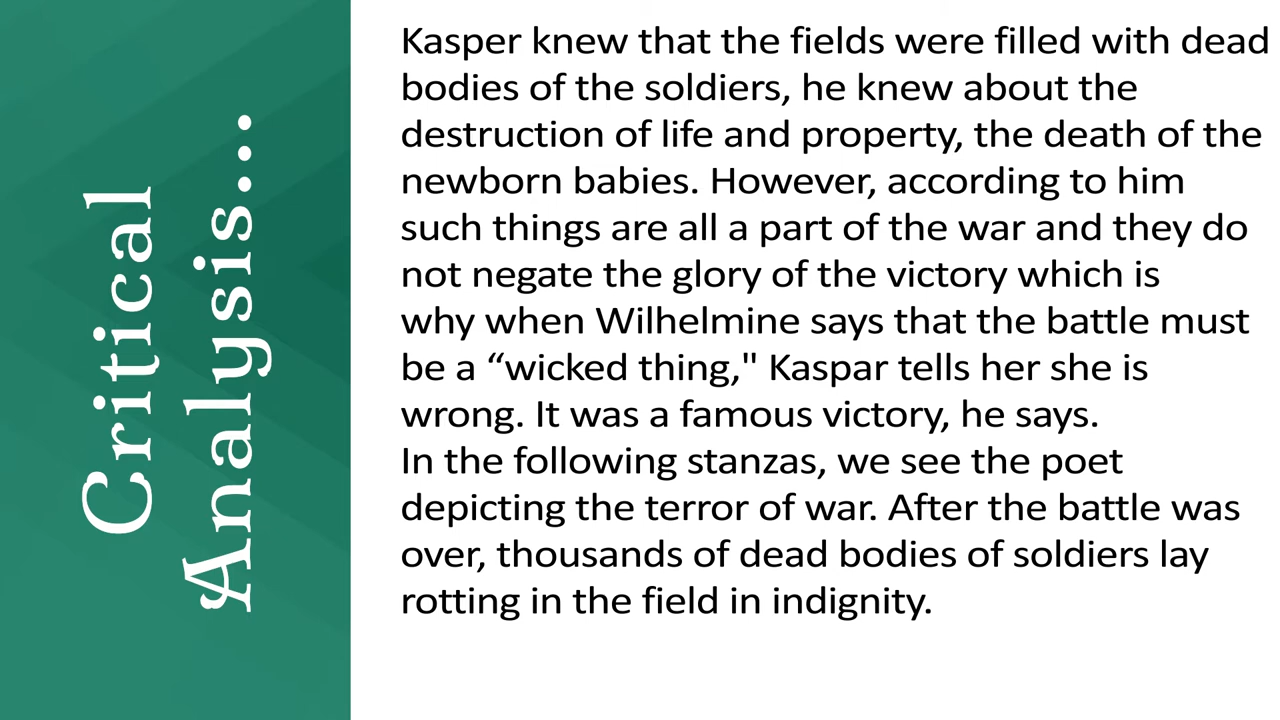 Critical
Analysis...
Kasper knew that the fields were filled with dead
bodies of the soldiers, he knew about the
destruction of life and property, the death of the
newborn babies. However, according to him
such things are all a part of the war and they do
not negate the glory of the victory which is
why when Wilhelmine says that the battle must
be a “wicked thing," Kaspar tells her she is
wrong. It was a famous victory, he says.
In the following stanzas, we see the poet
depicting the terror of war. After the battle was
over, thousands of dead bodies of soldiers lay
rotting in the field in indignity.